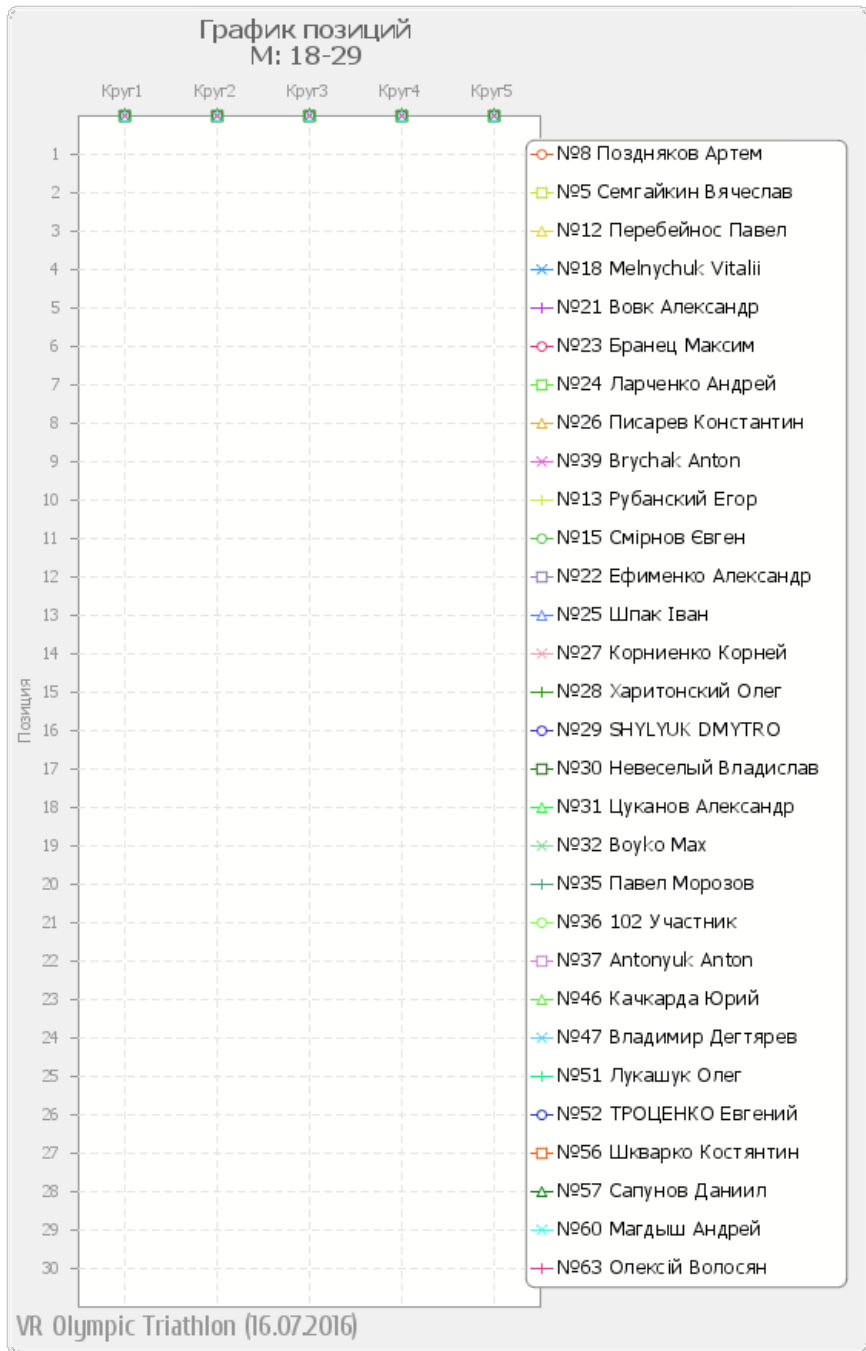 График позиций
М: 18-29
Круг1 Круг2 Круг3 Круг4 Круг5
Позиция
1 №8 Поздняков Артем
2 №5 Семгайкин Вячеслав
3 №12 Перебейнос Павел
4 №18 Melnychuk Vitalii
5 №21 Вовк Александр
6 №23 Бранец Максим
7 №24 Ларченко Андрей
8 №26 Писарев Константин
9 №39 Brychak Anton
10 №13 Рубанский Егор
11 №15 Смірнов Євген
12 №22 Ефименко Александр
13 №25 Шпак Іван
14 №27 Корниенко Корней
15 №28 Харитонский Олег
16 №29 SHYLYUK DMYTRO
17 №30 Невеселый Владислав
18 №31 Цуканов Александр
19 №32 Boyko Max
20 №35 Павел Морозов
21 №36 102 Участник
22 №37 Antonyuk Anton
23 №46 Качкарда Юрий
24 №47 Владимир Дегтярев
25 №51 Лукашук Олег
26 №52 ТРОЦЕНКО Евгений
27 №56 Шкварко Костянтин
28 №57 Сапунов Даниил
29 №60 Магдыш Андрей
30 №63 Олексій Волосян
VR Olympic Triathlon (16.07.2016)